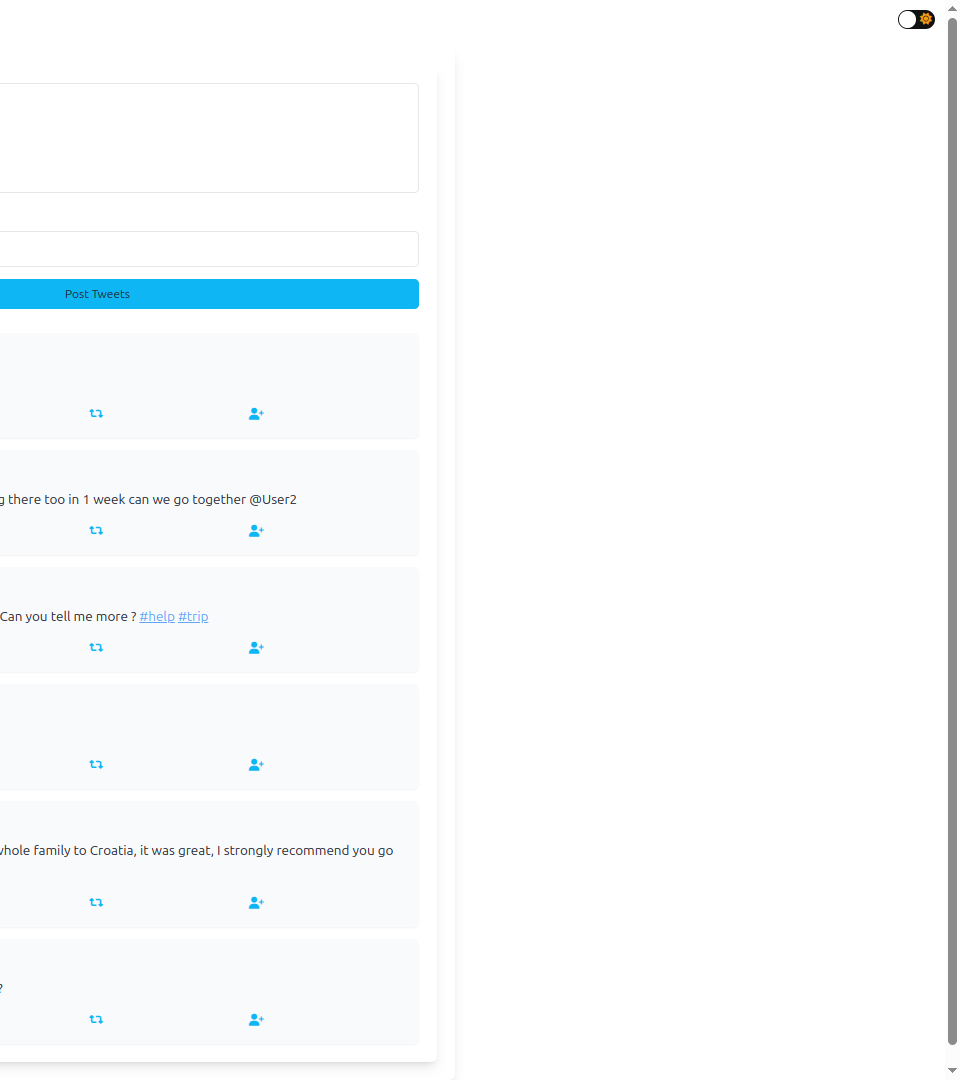 Post Tweets
there too in 1 week can we go together @User2
Can you tell me more ? #help #trip
family to Croatia, it was great, I strongly recommend you go
?